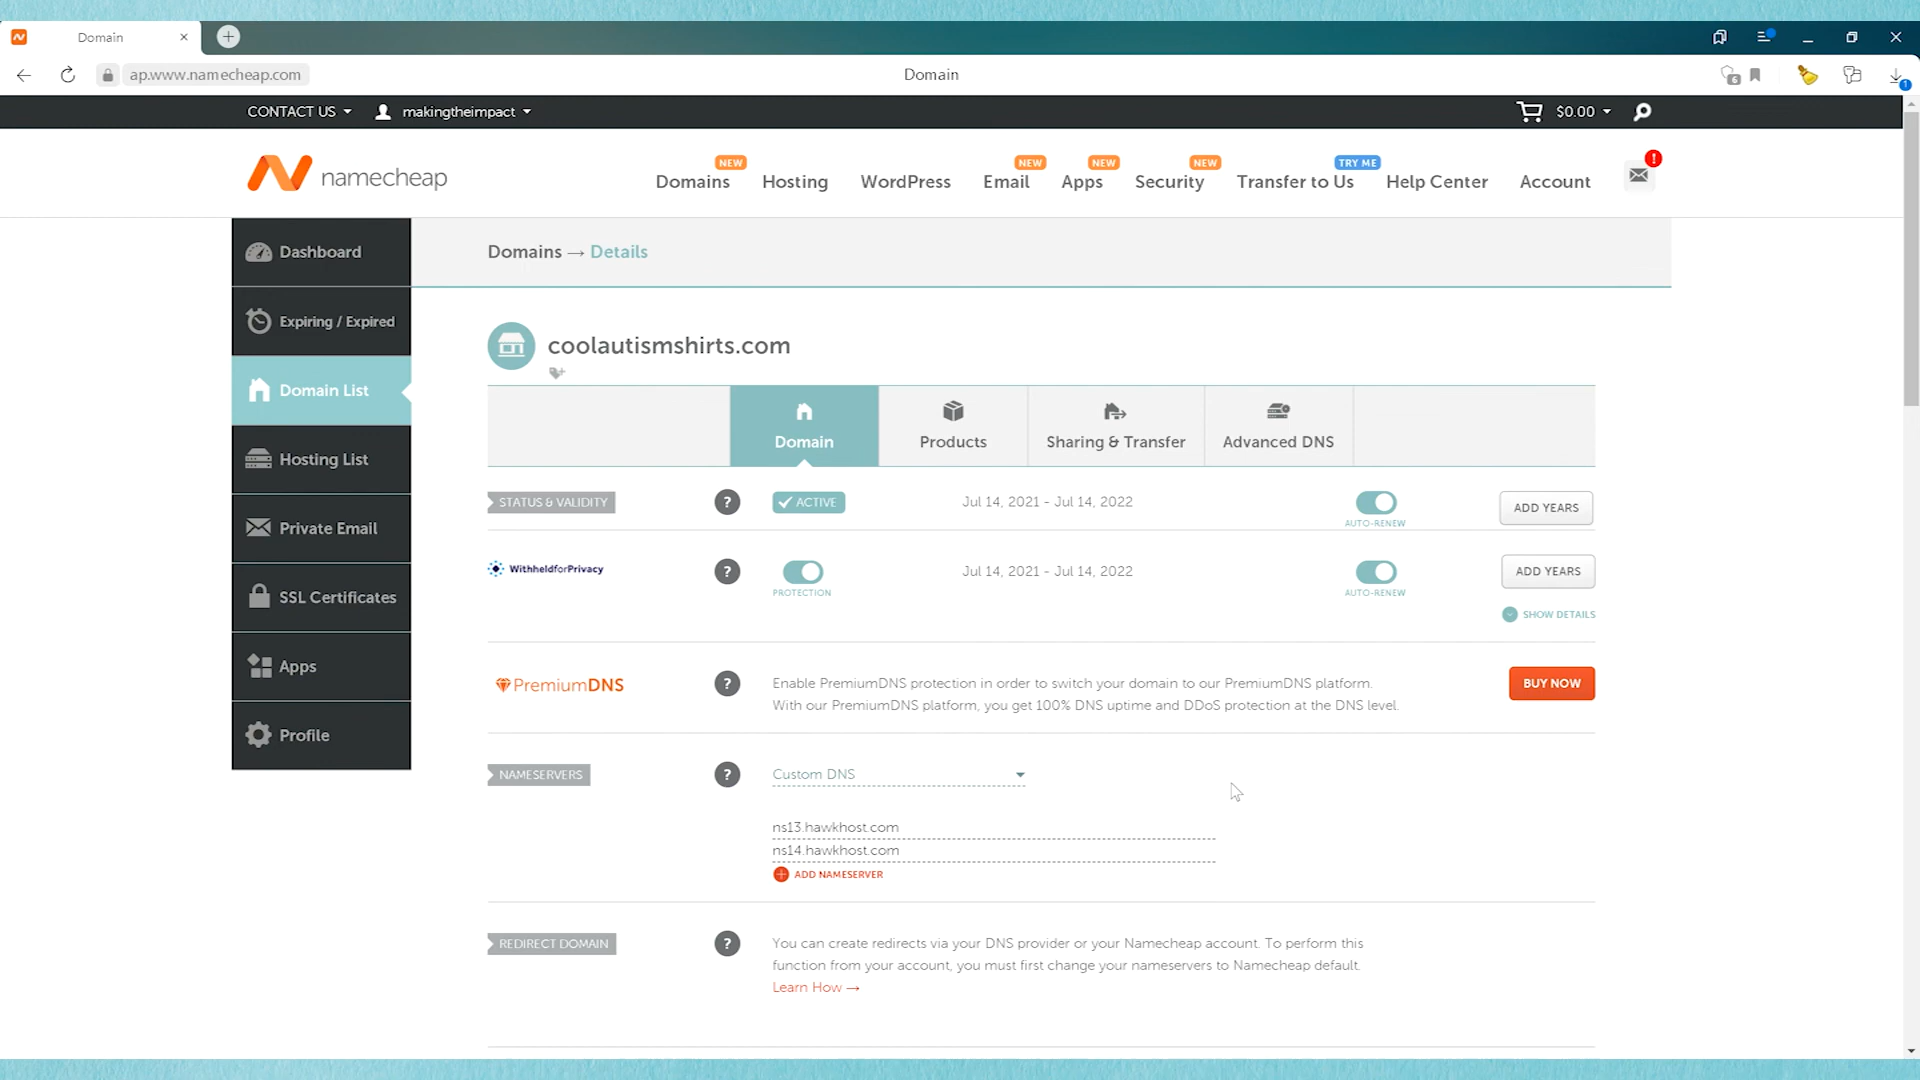 Domain
ap.www.namecheap.com
Domain
6
1
CONTACT US
makingtheimpact
$0.00
namecheap
NEW
NEW
NEW
NEW
TRY ME
Domains
Hosting
WordPress
Email
Apps
Security
Transfer to Us
Help Center
Account
!
Dashboard
Expiring / Expired
Domain List
Hosting List
Private Email
SSL Certificates
Apps
Profile
Domains → Details
coolautismshirts.com
Domain
Products
Sharing & Transfer
Advanced DNS
STATUS & VALIDITY
?
ACTIVE
Jul 14, 2021 - Jul 14, 2022
AUTO-RENEW
ADD YEARS
WithheldforPrivacy
?
PROTECTION
Jul 14, 2021 - Jul 14, 2022
AUTO-RENEW
ADD YEARS
SHOW DETAILS
PremiumDNS
?
Enable PremiumDNS protection in order to switch your domain to our PremiumDNS platform.
With our PremiumDNS platform, you get 100% DNS uptime and DDoS protection at the DNS level.
BUY NOW
NAMESERVERS
?
Custom DNS
ns13.hawkhost.com
ns14.hawkhost.com
ADD NAMESERVER
REDIRECT DOMAIN
?
You can create redirects via your DNS provider or your Namecheap account. To perform this
function from your account, you must first change your nameservers to Namecheap default.
Learn How →